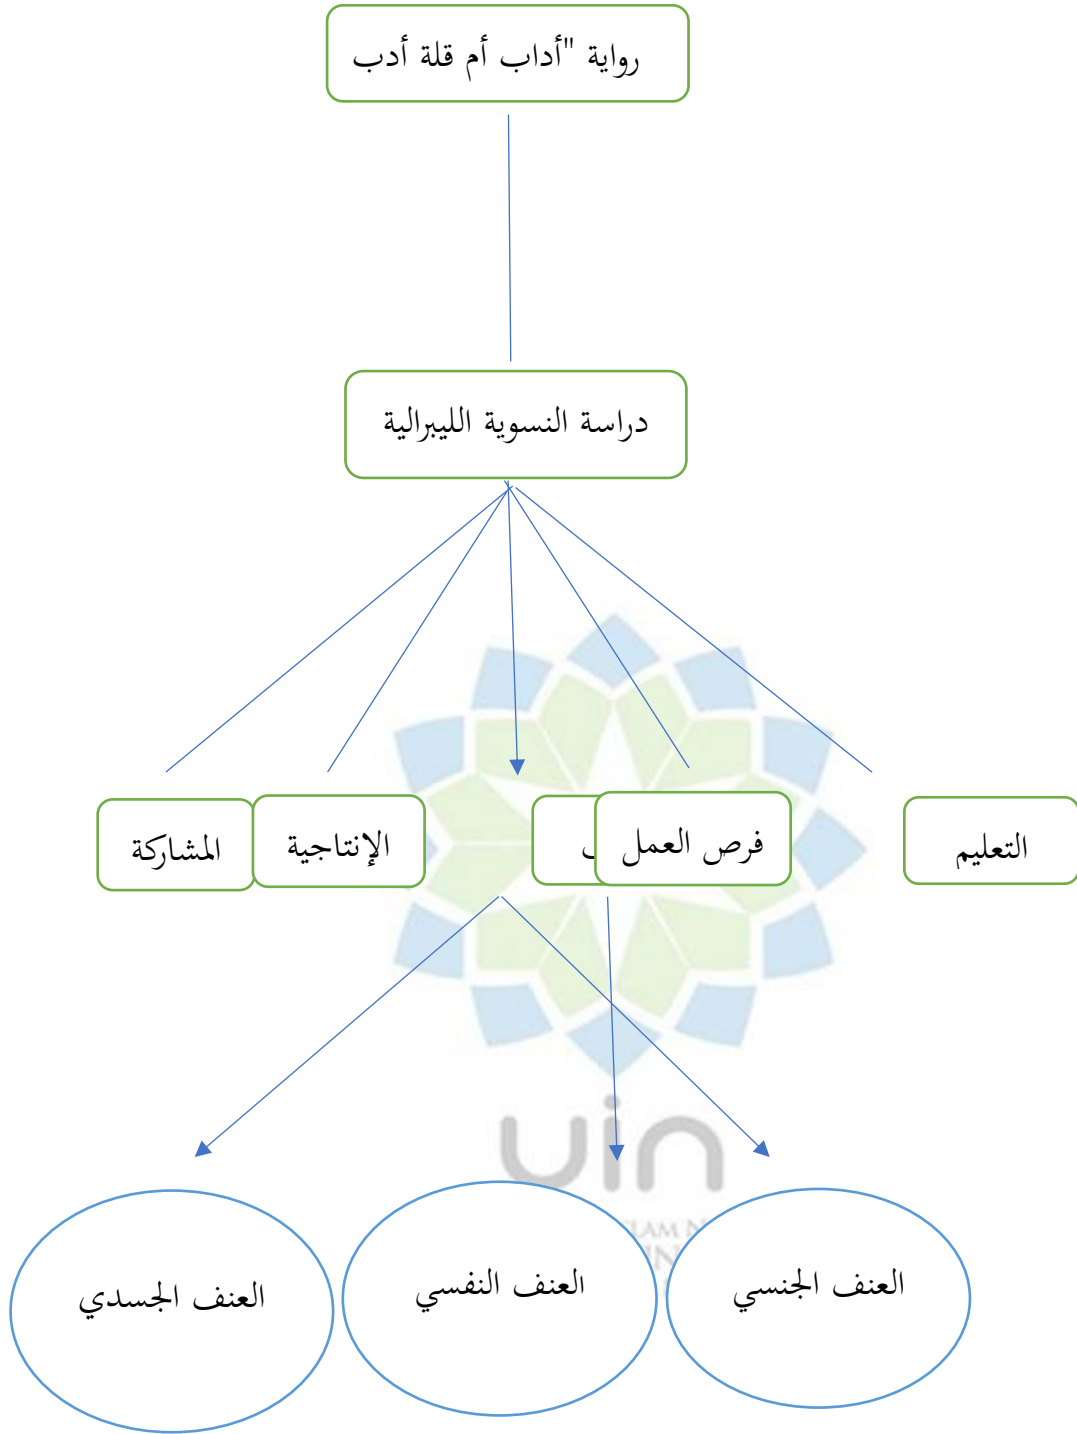 رواية "أداب أم قلة أدب
دراسة النسوية الليبرالية
التعليم
فرص العمل
الإنتاجية
المشاركة
العنف الجنسي
العنف النفسي
العنف الجسدي
uin